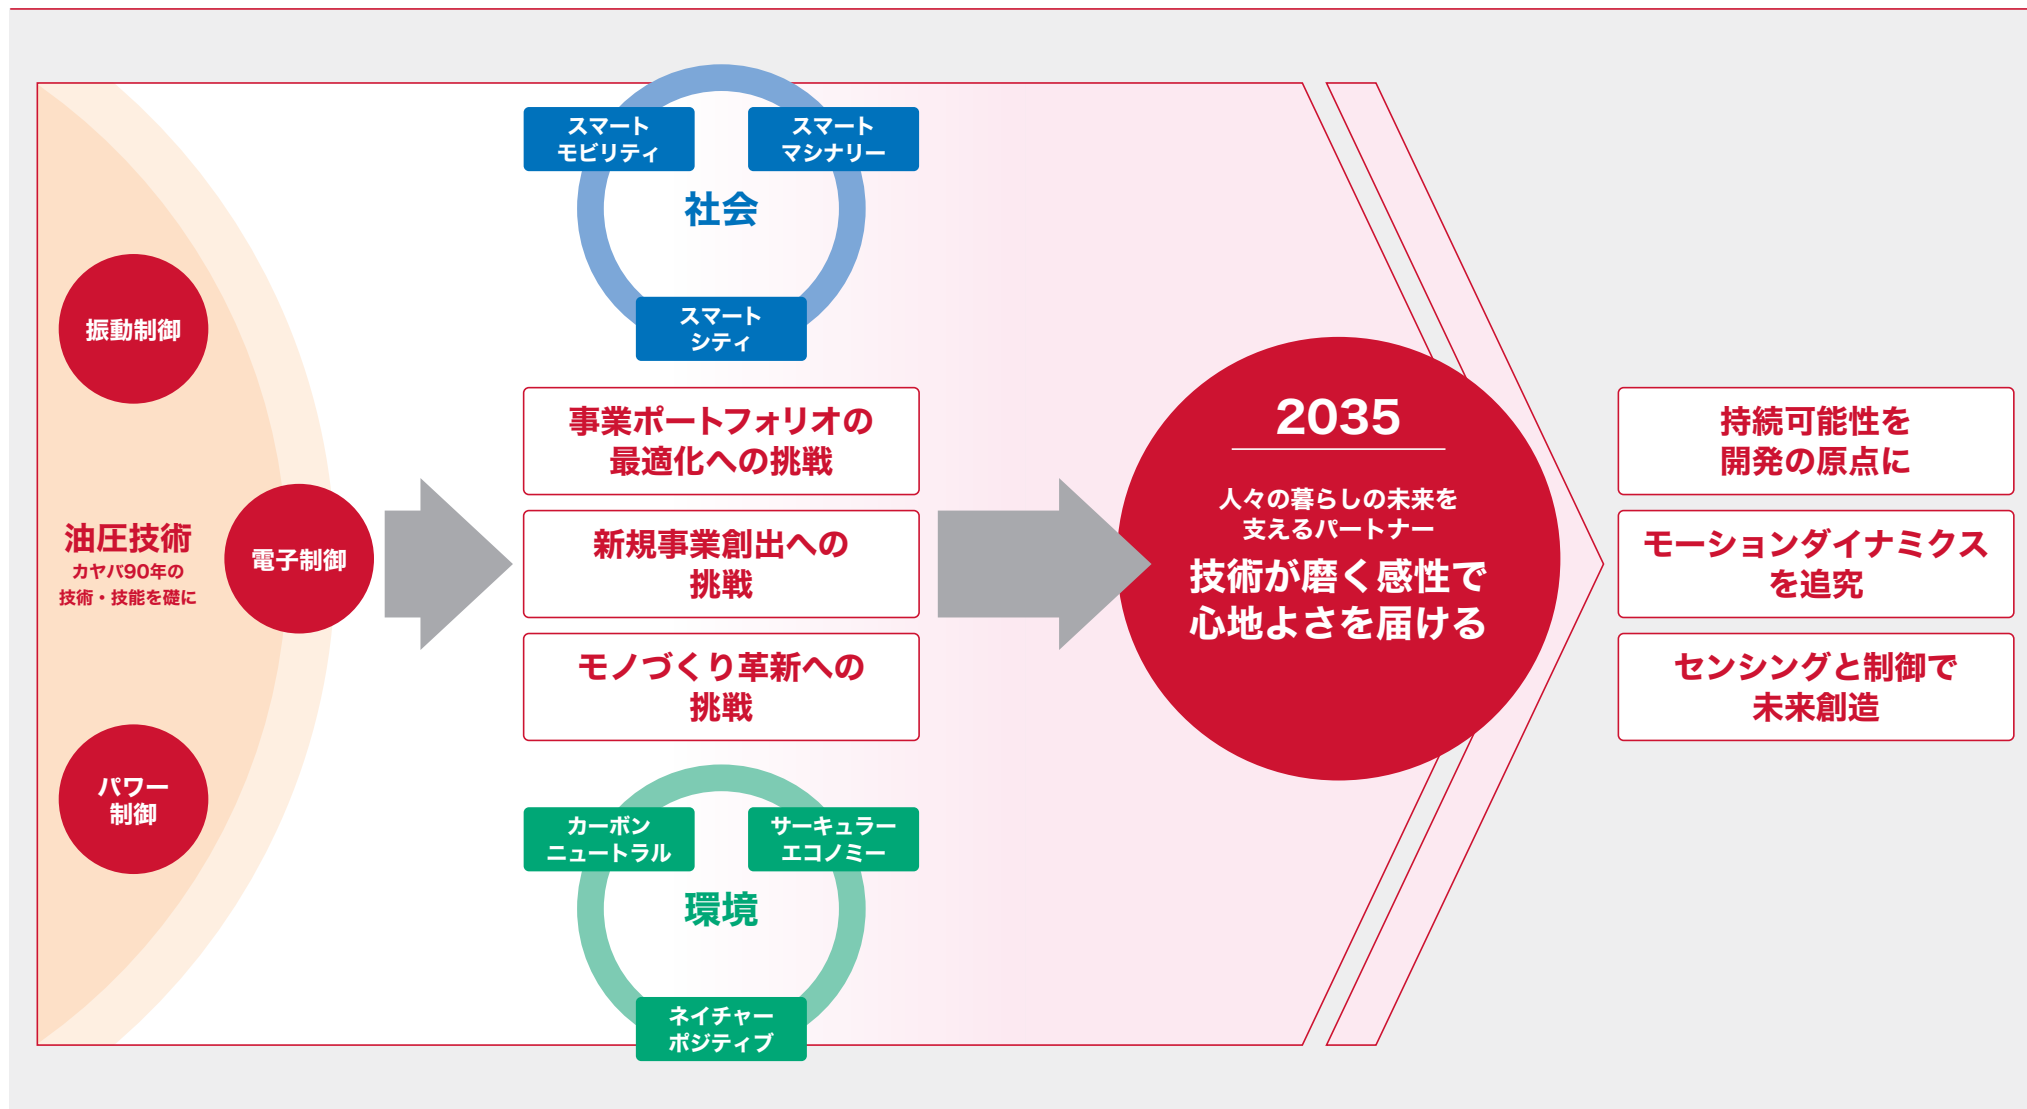 振動制御
油圧技術
カヤバ90年の
技術・技能を礎に
電子制御
パワー
制御
スマート
モビリティ
スマート
マシナリー
社会
スマート
シティ
事業ポートフォリオの
最適化への挑戦
新規事業創出への
挑戦
モノづくり革新への
挑戦
カーボン
ニュートラル
サーキュラー
エコノミー
環境
ネイチャー
ポジティブ
2035
人々の暮らしの未来を
支えるパートナー
技術が磨く感性で
心地よさを届ける
持続可能性を
開発の原点に
モーションダイナミクス
を追究
センシングと制御で
未来創造